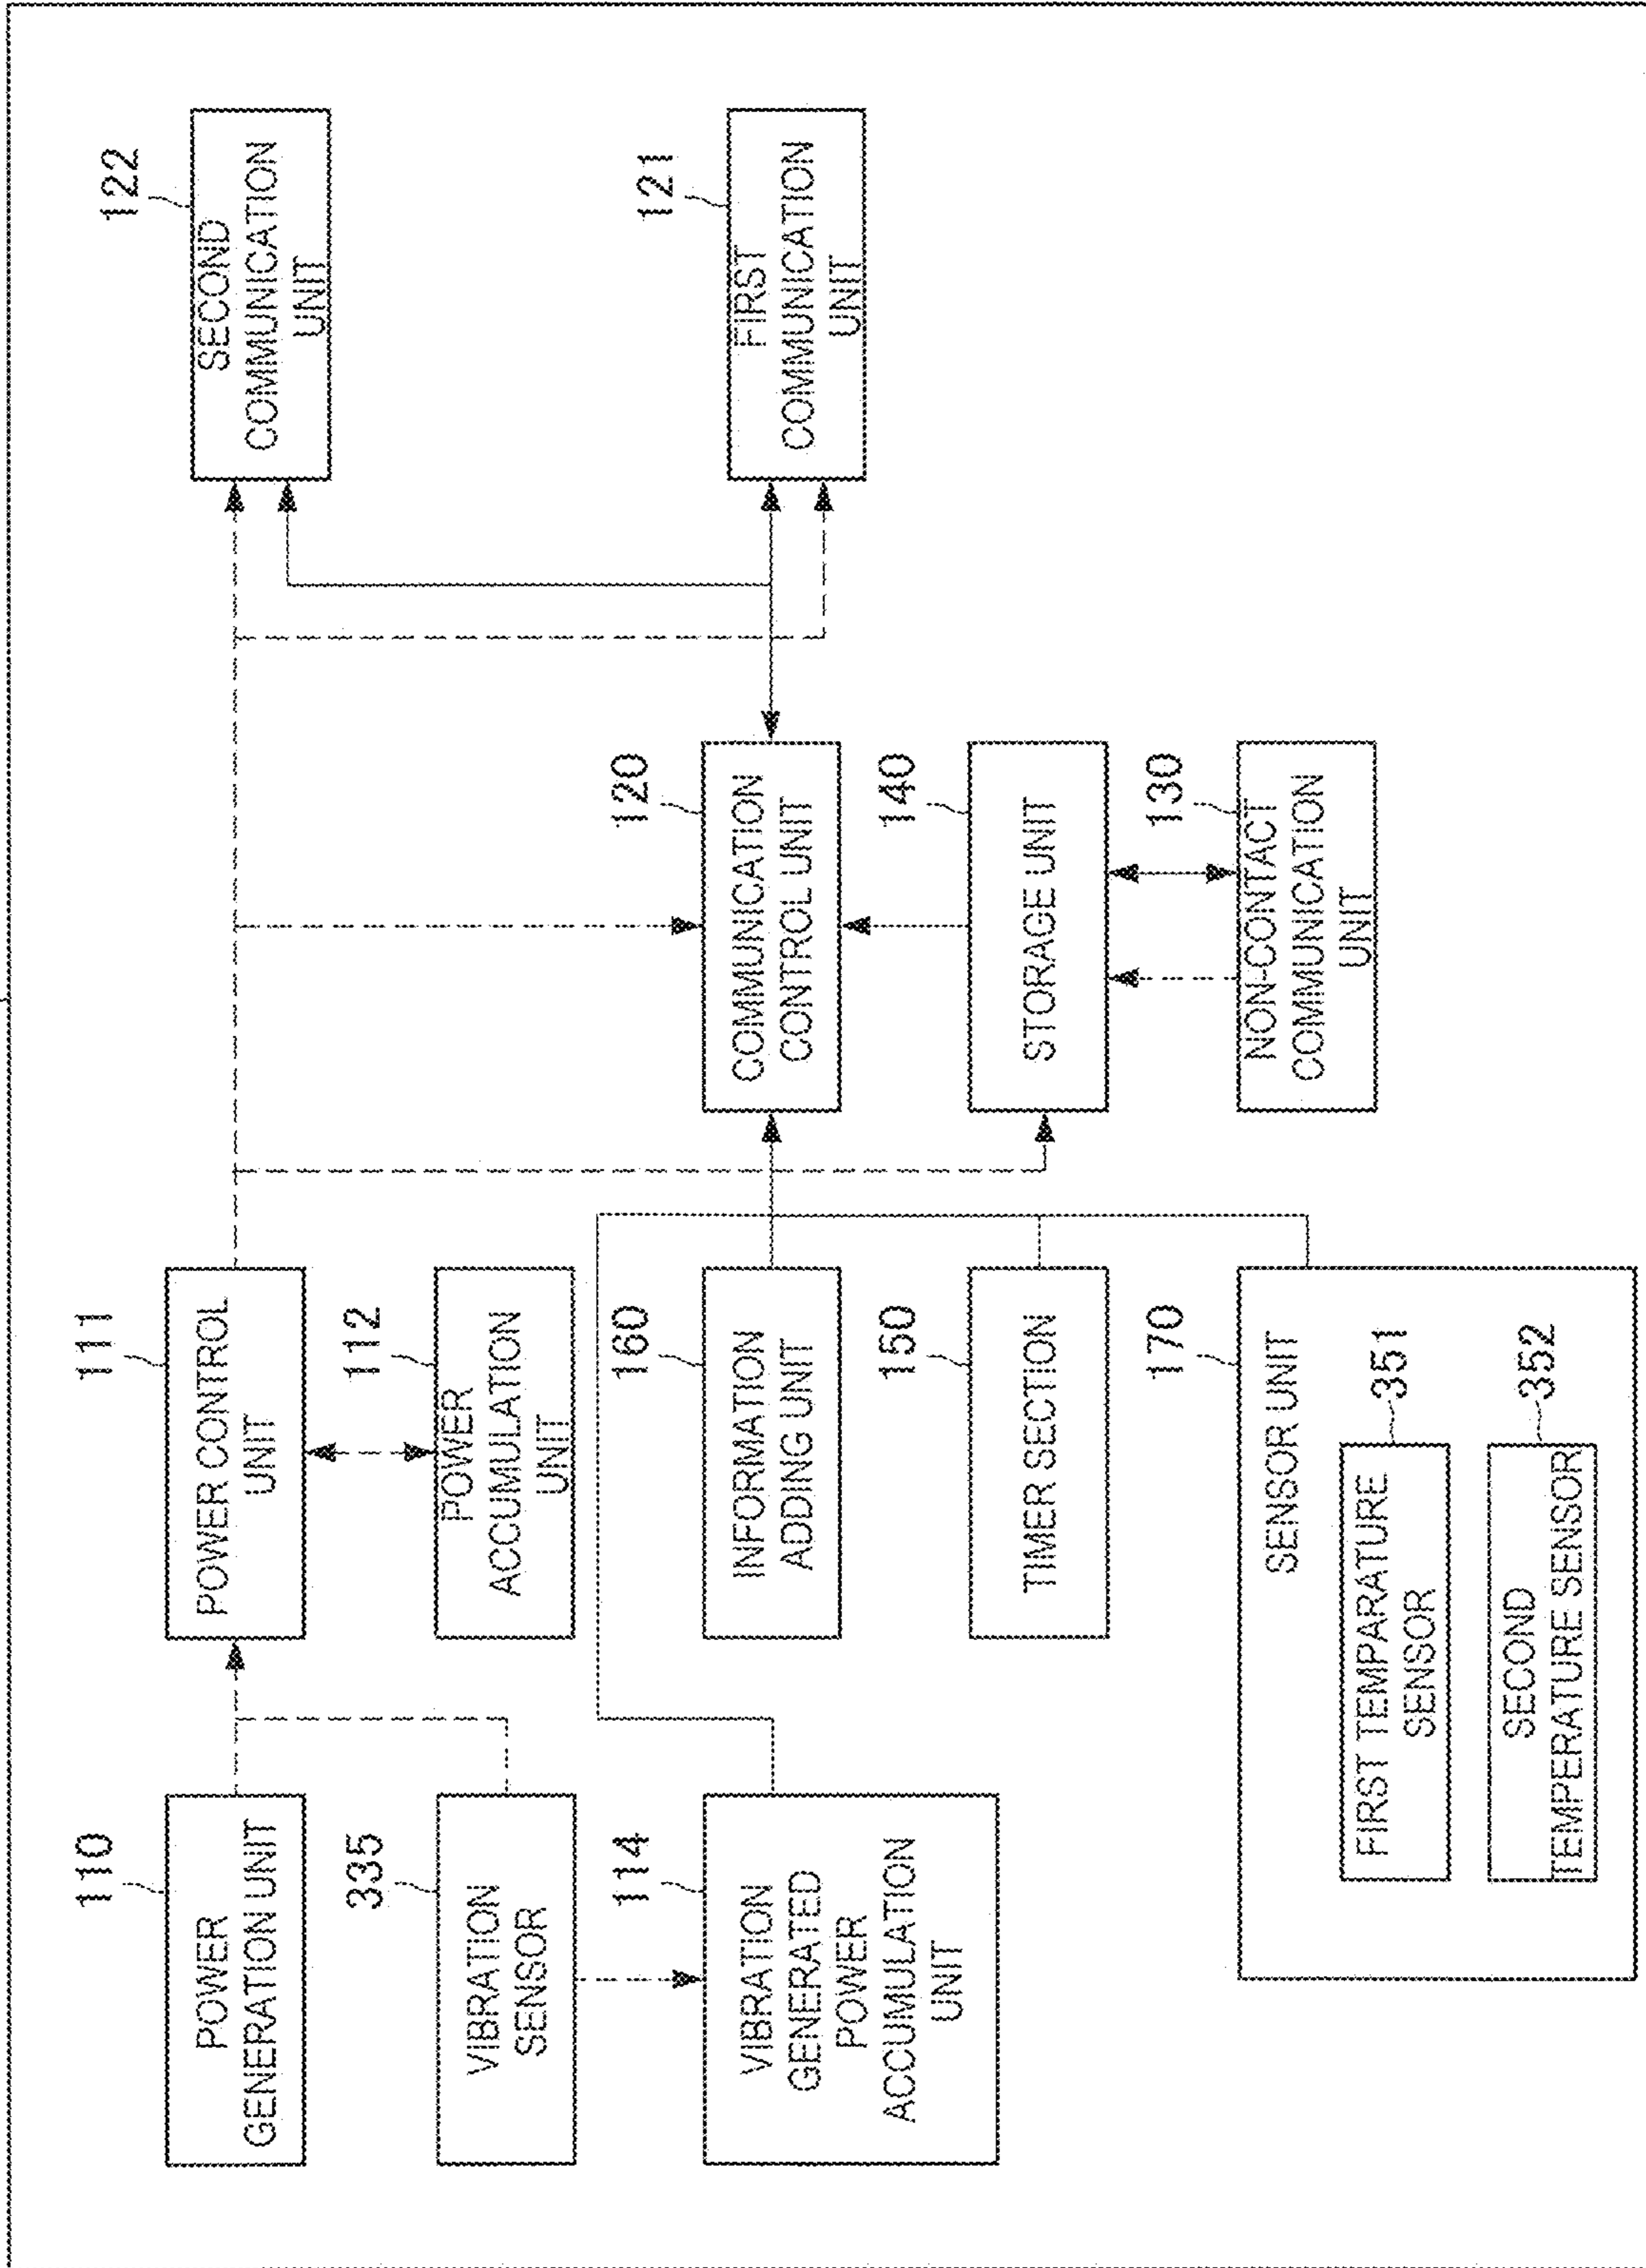 110
POWER
GENERATION UNIT
335
VIBRATION
SENSOR
114
VIBRATION
GENERATED
POWER
ACCUMULATION
UNIT
111
POWER CONTROL
UNIT
112
POWER
ACCUMULATION
UNIT
160
INFORMATION
ADDING UNIT
150
TIMER SECTION
170
SENSOR UNIT
351
FIRST TEMPARATURE
SENSOR
352
SECOND
TEMPERATURE SENSOR
120
COMMUNICATION
CONTROL UNIT
140
STORAGE UNIT
130
NON-CONTACT
COMMUNICATION
UNIT
122
SECOND
COMMUNICATION
UNIT
121
FIRST
COMMUNICATION
UNIT